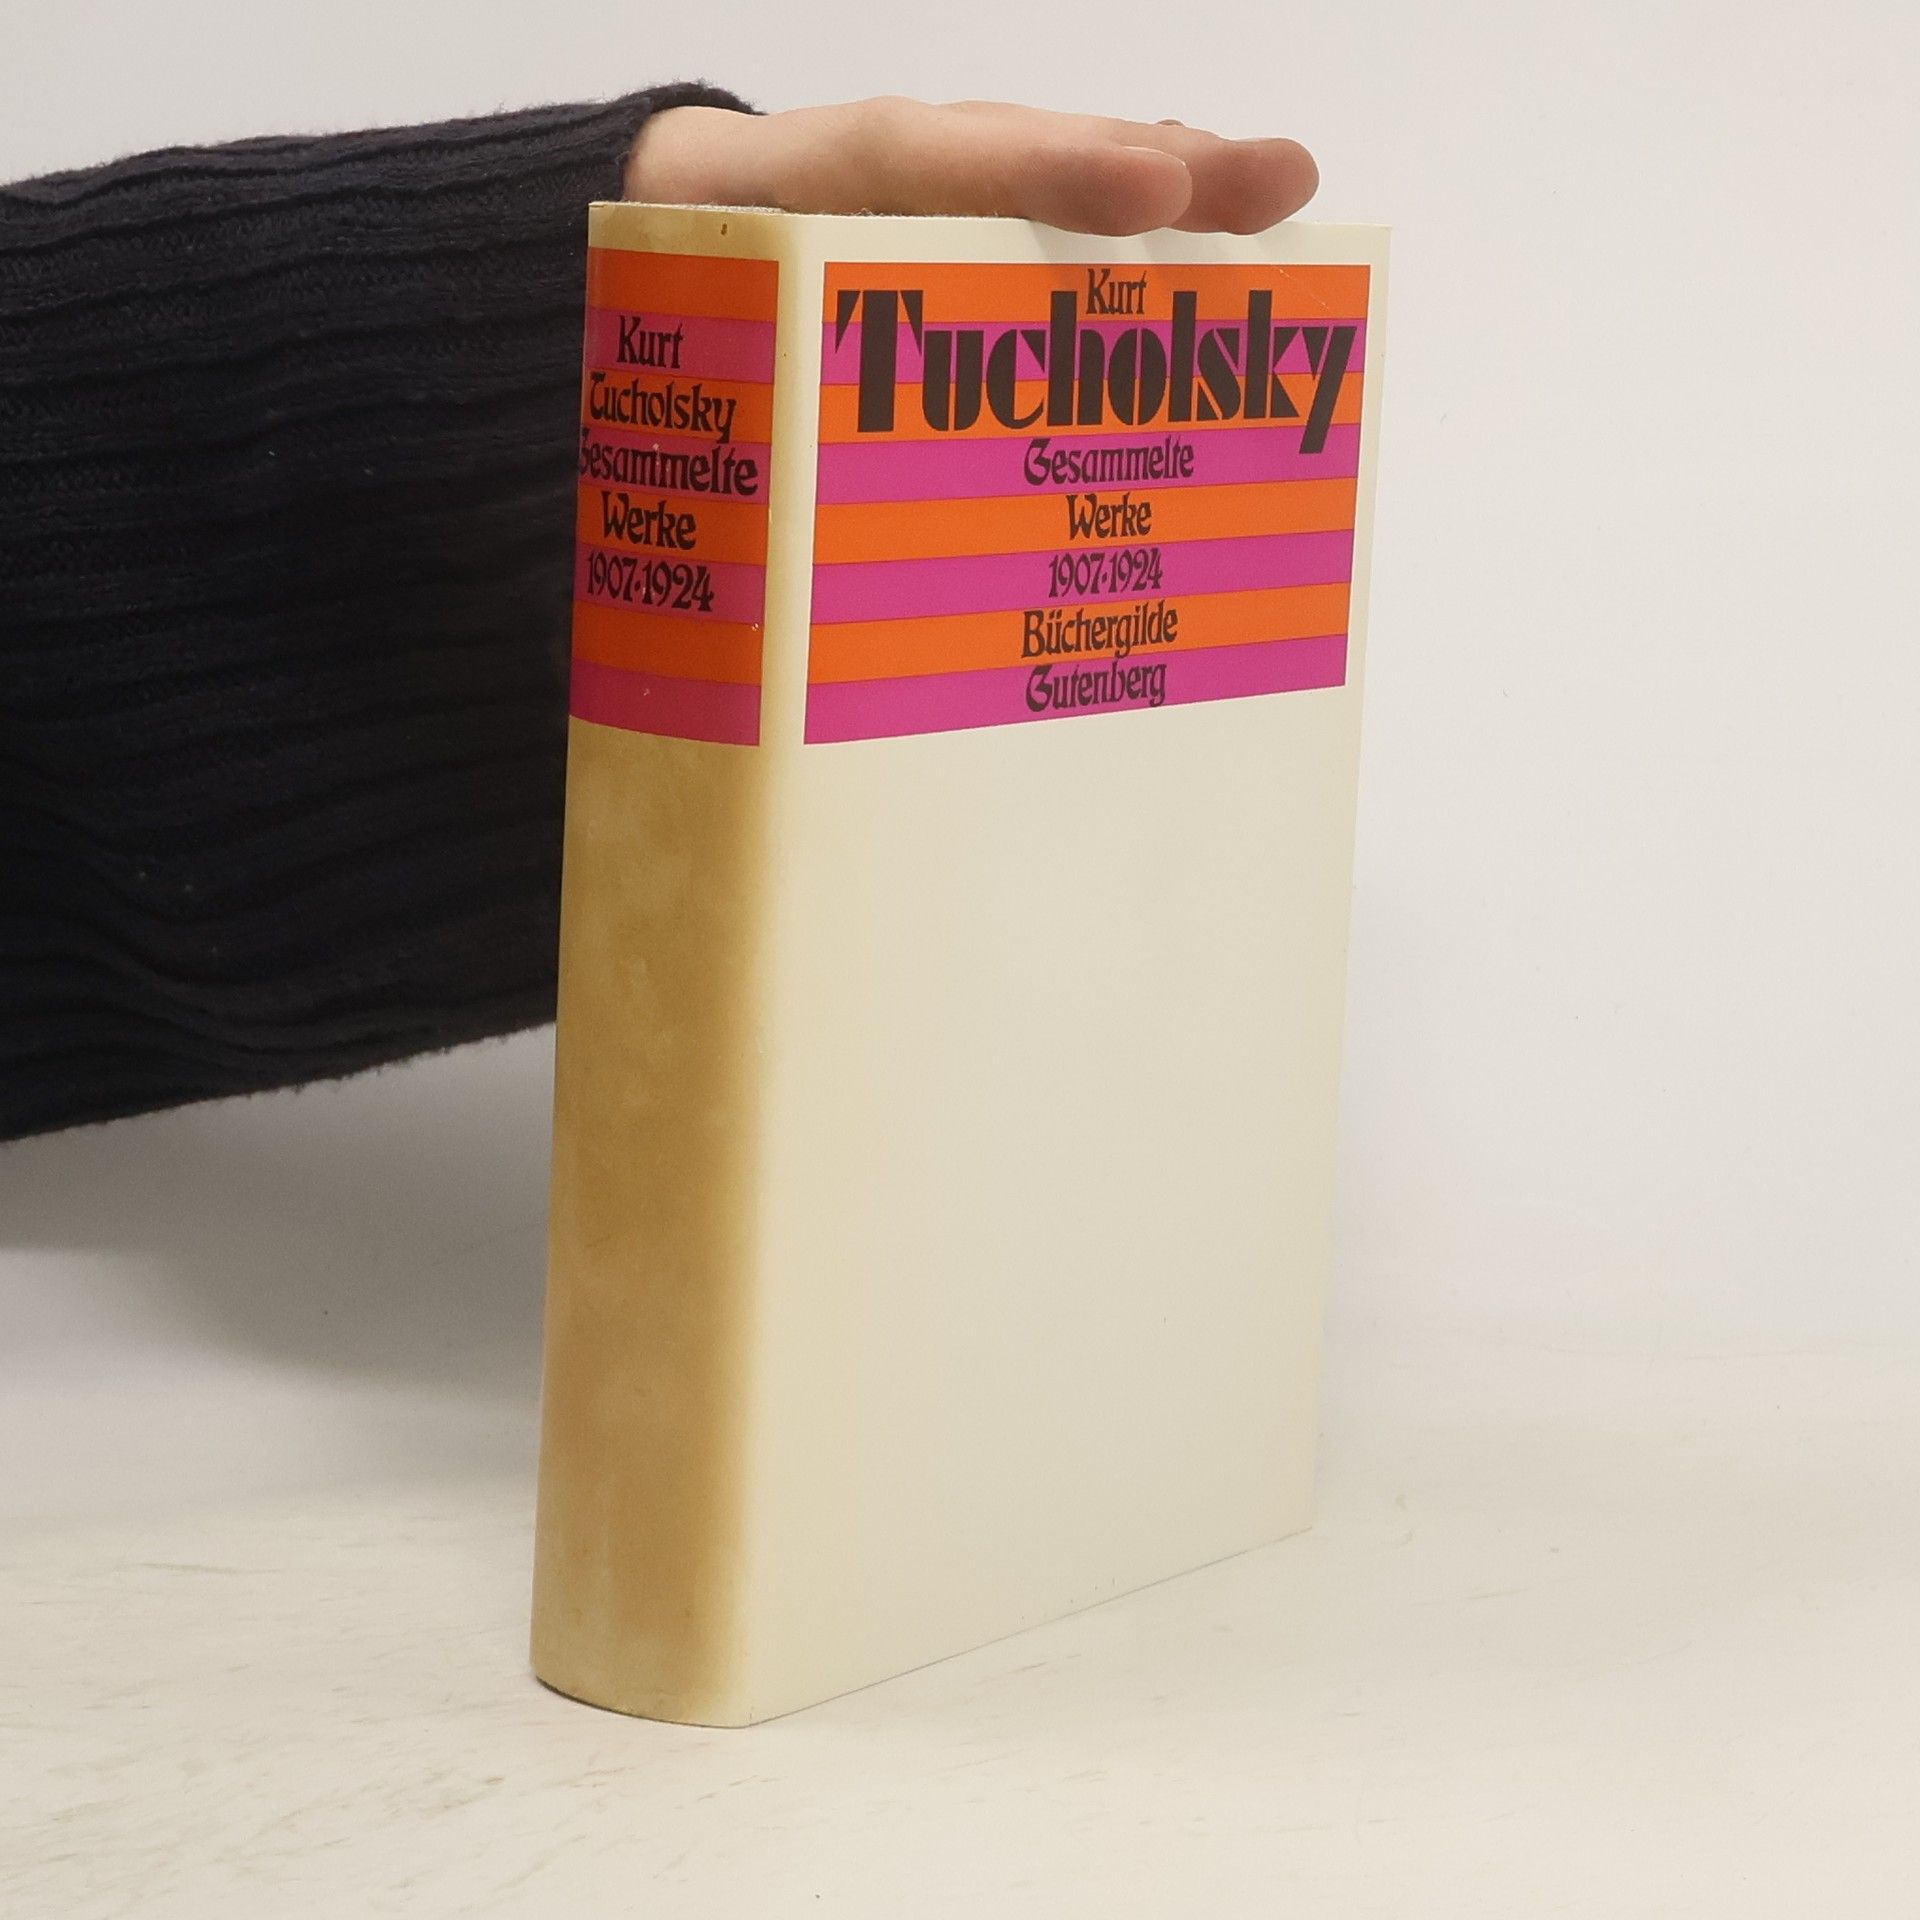 Kurt
Tucholsky
Gesammelte
Werke
1907·1924
Kurt
Tucholsky
Gesammelte
Werke
1907·1924
Büchergilde
Gutenberg